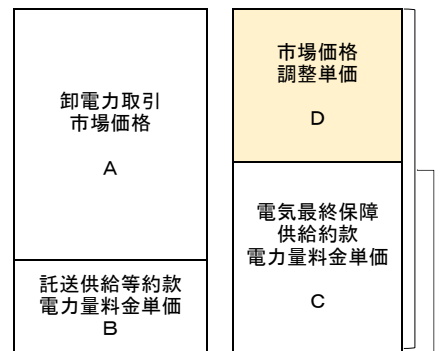 卸電力取引
市場価格
A
託送供給等約款
電力量料金単価
B
市場価格
調整単価
D
電気最終保障
供給約款
電力量料金単価
C